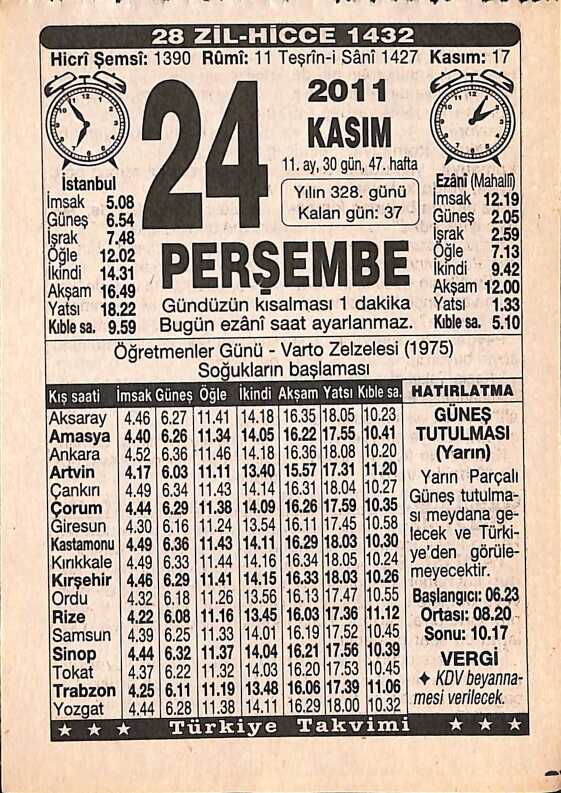 28 ZİL-HİCCE 1432
Hicrî Şemsî: 1390 Rûmî: 11 Teşrîn-i Sânî 1427 Kasım: 17
24
2011
KASIM
11. ay, 30 gün, 47. hafta
Yılın 328. günü
Kalan gün: 37
PERŞEMBE
Gündüzün kısalması 1 dakika
Bugün ezânî saat ayarlanmaz.
İstanbul
İmsak 5.08
Güneş 6.54
İşrak 7.48
Öğle 12.02
İkindi 14.31
Akşam 16.49
Yatsı 18.22
Kıble sa. 9.59
Ezânî (Mahallî)
İmsak 12.19
Güneş 2.05
İşrak 2.59
Öğle 7.13
İkindi 9.42
Akşam 12.00
Yatsı 1.33
Kıble sa. 5.10
Öğretmenler Günü - Varto Zelzelesi (1975)
Soğukların başlaması
Kış saati İmsak Güneş Öğle İkindi Akşam Yatsı Kıble sa.
Aksaray 4.46 6.27 11.41 14.18 16.35 18.05 10.23
Amasya 4.40 6.26 11.34 14.05 16.22 17.55 10.41
Ankara 4.52 6.36 11.46 14.18 16.36 18.08 10.20
Artvin 4.17 6.03 11.11 13.40 15.57 17.31 11.20
Çankırı 4.49 6.34 11.43 14.14 16.31 18.04 10.27
Çorum 4.44 6.29 11.38 14.09 16.26 17.59 10.35
Giresun 4.30 6.16 11.24 13.54 16.11 17.45 10.58
Kastamonu 4.49 6.36 11.43 14.11 16.29 18.03 10.30
Kırıkkale 4.49 6.33 11.44 14.16 16.34 18.05 10.24
Kırşehir 4.46 6.29 11.41 14.15 16.33 18.03 10.26
Ordu 4.32 6.18 11.26 13.56 16.13 17.47 10.55
Rize 4.22 6.08 11.16 13.45 16.03 17.36 11.12
Samsun 4.39 6.25 11.33 14.01 16.19 17.52 10.45
Sinop 4.44 6.32 11.37 14.04 16.21 17.56 10.39
Tokat 4.37 6.22 11.32 14.03 16.20 17.53 10.45
Trabzon 4.25 6.11 11.19 13.48 16.06 17.39 11.06
Yozgat 4.44 6.28 11.38 14.11 16.29 18.00 10.32
HATIRLATMA
GÜNEŞ
TUTULMASI
(Yarın)
Yarın Parçalı
Güneş tutulma-
sı meydana ge-
lecek ve Türki-
ye'den görüle-
meyecektir.
Başlangıcı: 06.23
Ortası: 08.20
Sonu: 10.17
VERGİ
♦ KDV beyanna-
mesi verilecek.
★ ★ ★ Türkiye Takvimi ★ ★ ★